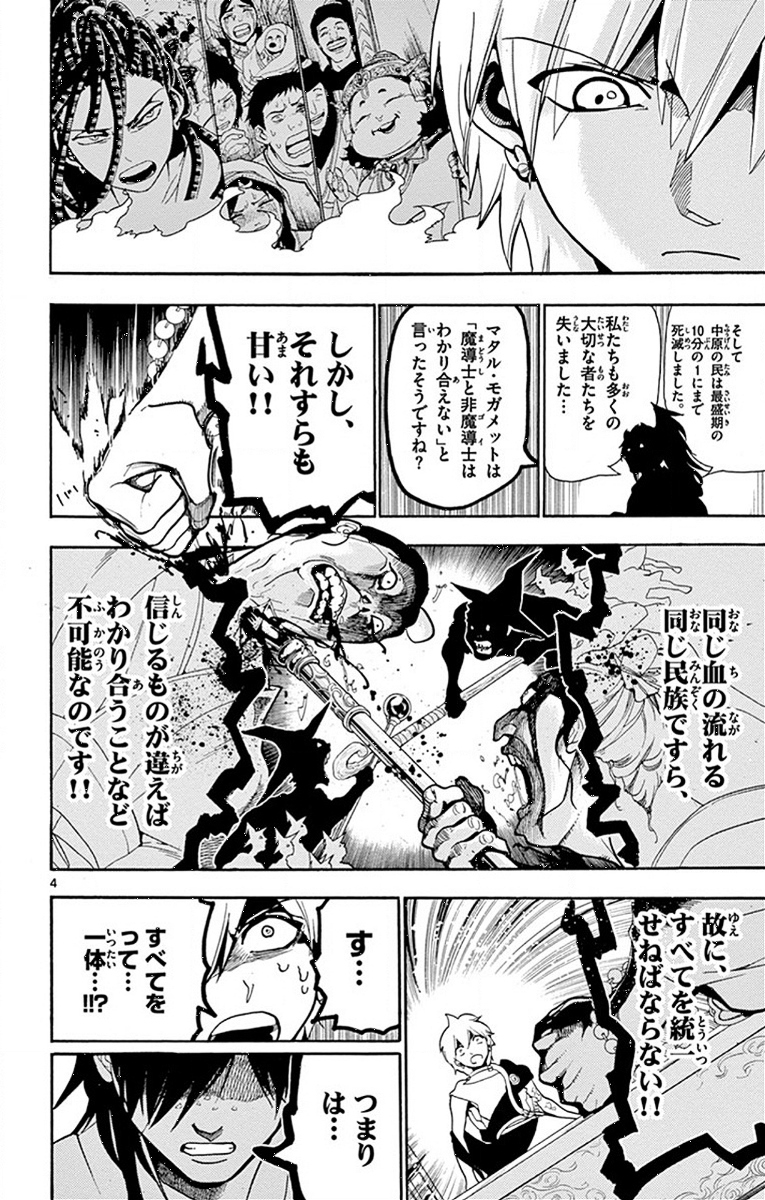 そして
中原の民は最盛期の
10分の1にまで
死滅しました。
私たちも多くの
大切な者たちを
失いました…
マタル・モガメットは
「魔導士と非魔導士は
わかり合えない」と
言ったそうですね?
しかし、
それすらも
甘い!!
同じ血の流れる
同じ民族ですら、
信じるものが違えば
わかり合うことなど
不可能なのです!!
4
故に、
すべてを統一
せねばならない!!
す…
すべてを
って…
一体…!!?
つまり
は…